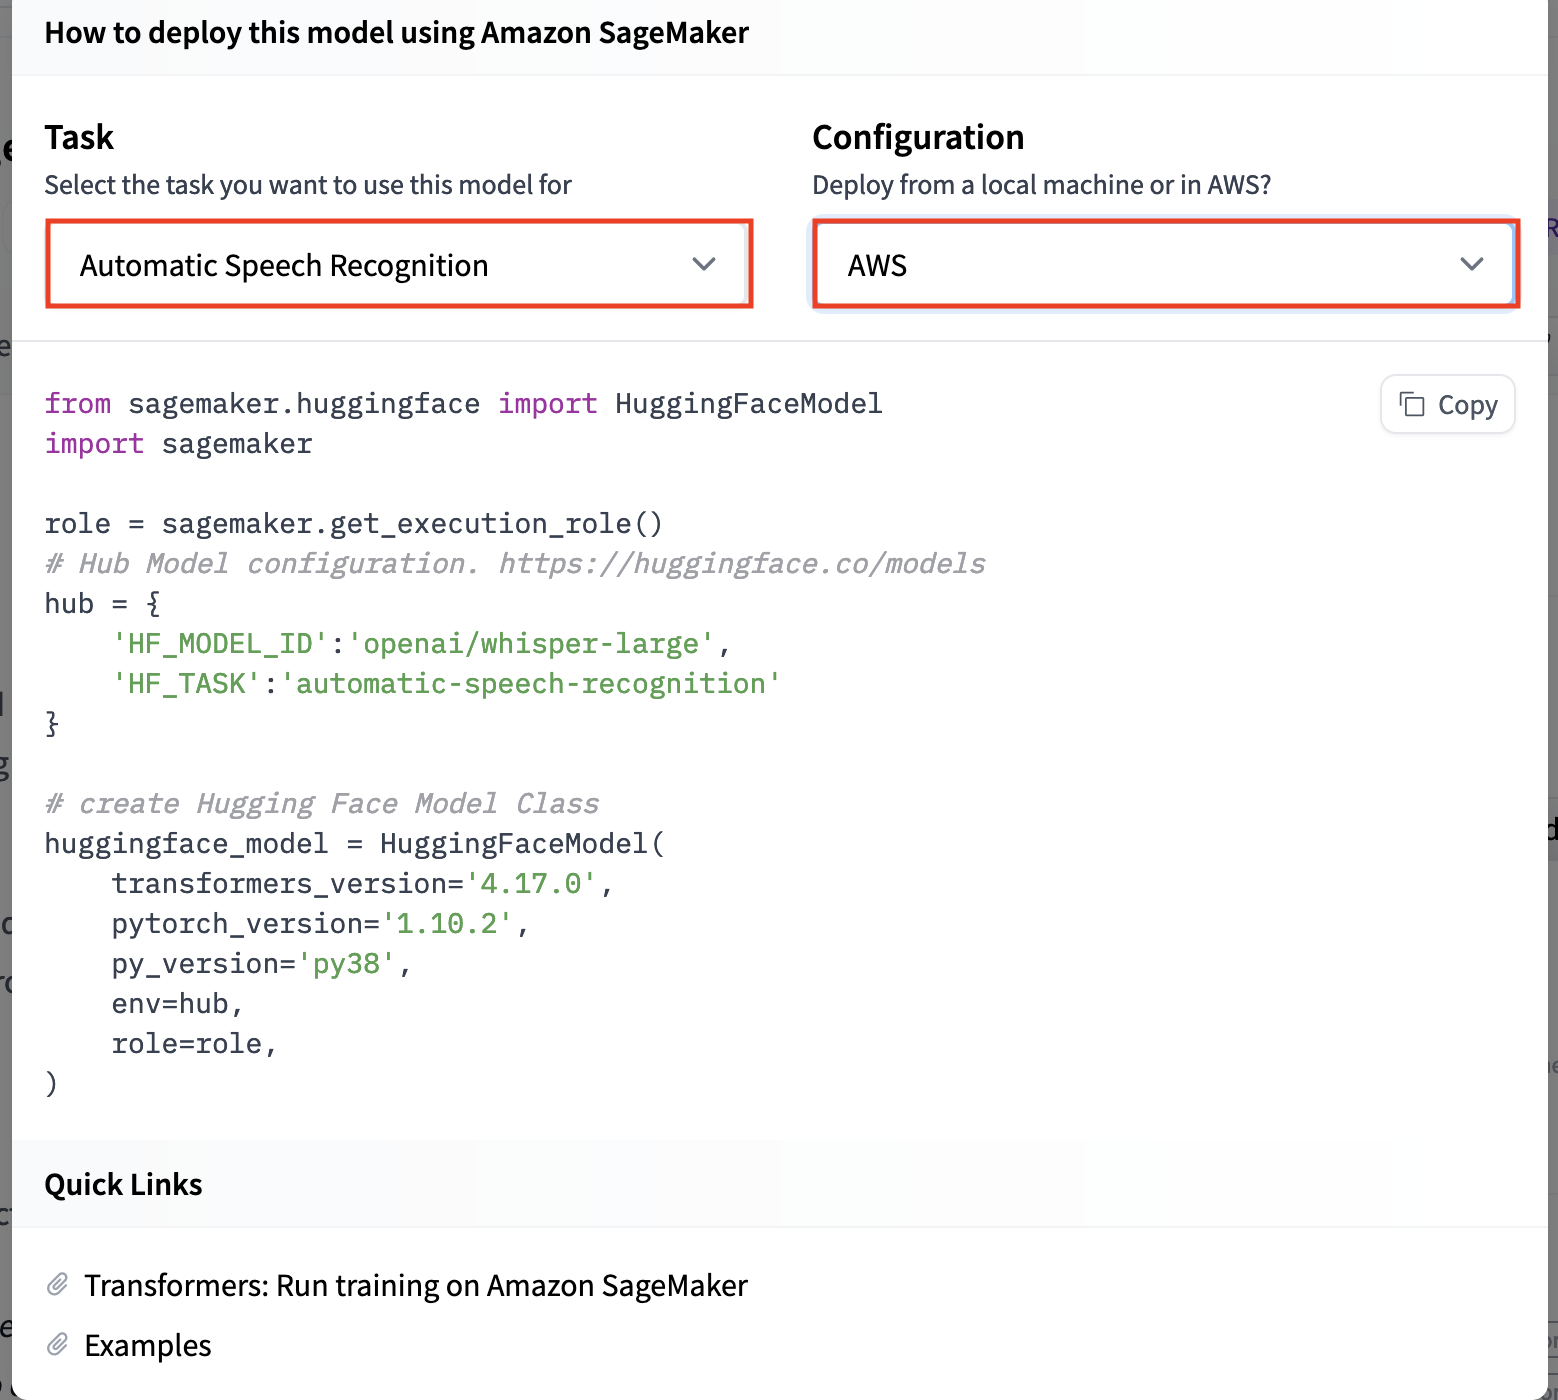 How to deploy this model using Amazon SageMaker
Task
Select the task you want to use this model for
Automatic Speech Recognition
Configuration
Deploy from a local machine or in AWS?
AWS
Copy
from sagemaker.huggingface import HuggingFaceModel
import sagemaker
role = sagemaker.get_execution_role()
# Hub Model configuration. https://huggingface.co/models
hub = {
    'HF_MODEL_ID':'openai/whisper-large',
    'HF_TASK':'automatic-speech-recognition'
}
# create Hugging Face Model Class
huggingface_model = HuggingFaceModel(
    transformers_version='4.17.0',
    pytorch_version='1.10.2',
    py_version='py38',
    env=hub,
    role=role,
)
Quick Links
Transformers: Run training on Amazon SageMaker
Examples